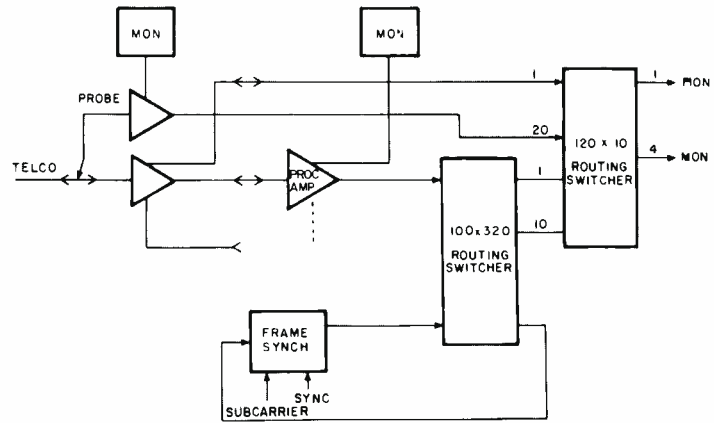 MON
MON
PROBE
1
1
MON
20
120 x 10
ROUTING
SWITCHER
4
MON
TELCO
PROC
AMP
1
100x320
ROUTING
SWITCHER
10
FRAME
SYNCH
SYNC
SUBCARRIER